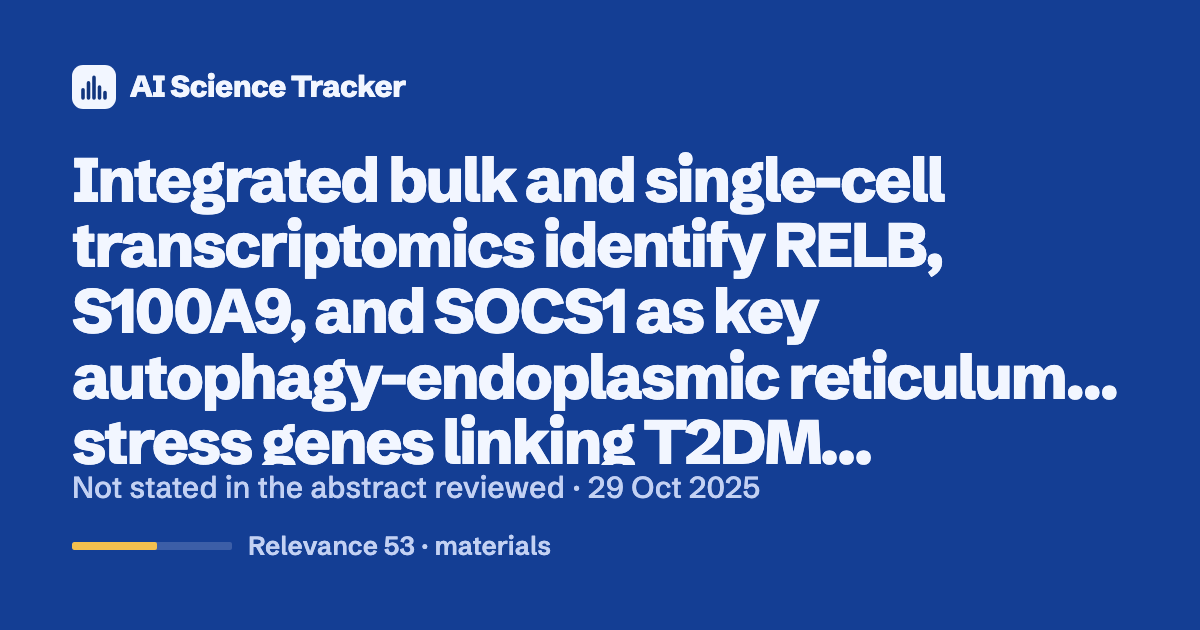 AI Science Tracker
Integrated bulk and single-cell
transcriptomics identify RELB,
S100A9, and SOCS1 as key
autophagy-endoplasmic reticulum...
stress genes linking T2DM...
Not stated in the abstract reviewed · 29 Oct 2025
Relevance 53 · materials